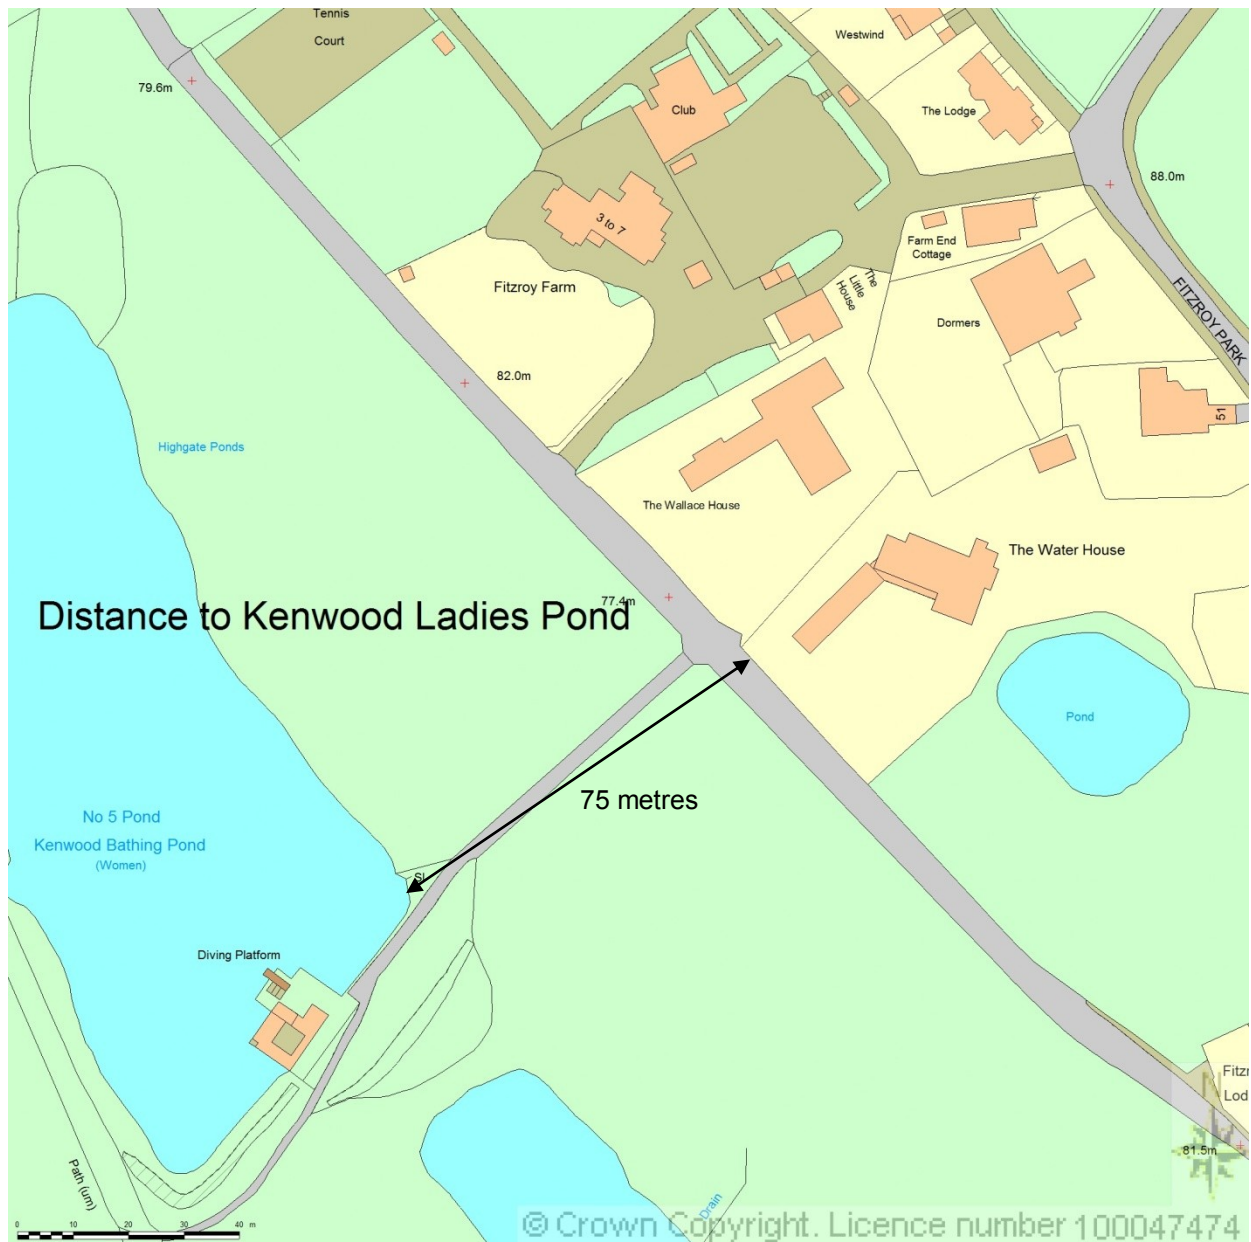 Tennis
Court
Westwind
79.6m
Club
The Lodge
88.0m
3 to 7
Farm End
Cottage
The
Little
House
Fitzroy Farm
FITZROY PARK
Dormers
82.0m
51
Highgate Ponds
The Wallace House
The Water House
77.4m
Distance to Kenwood Ladies Pond
Pond
75 metres
No 5 Pond
Kenwood Bathing Pond
(Women)
SL
Diving Platform
Fitzr
Lod
N
81.5m
Path (um)
Drain
0 10 20 30 40 m
© Crown Copyright. Licence number 100047474